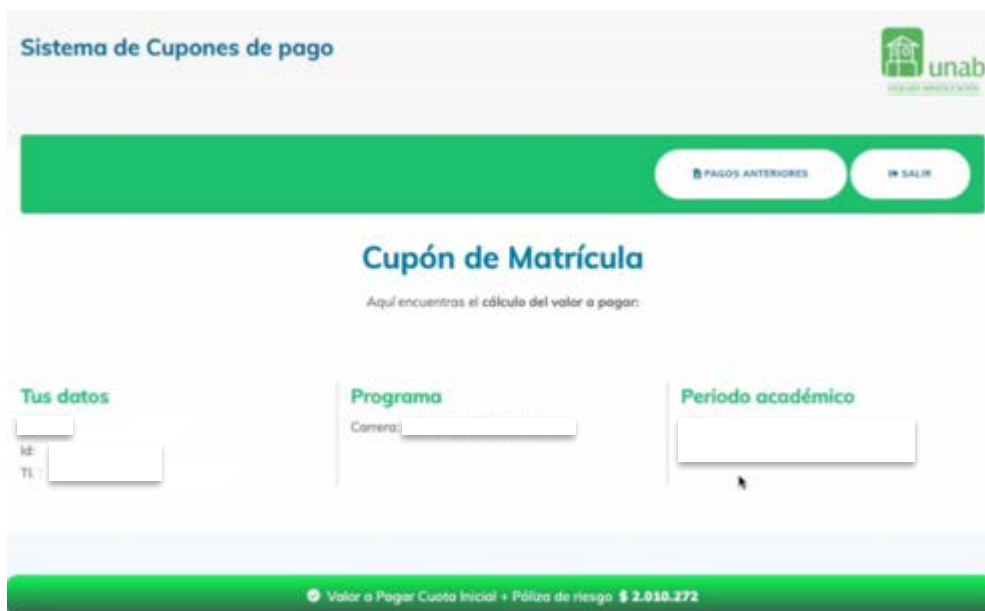 Sistema de Cupones de pago
unab
PAGOS ANTERIORES
SALIR
Cupón de Matrícula
Aquí encuentras el cálculo del valor a pagar:
Tus datos
Id:
TI. :
Programa
Carrera:
Periodo académico
Valor a Pagar Cuota Inicial + Póliza de riesgo $ 2.010.272